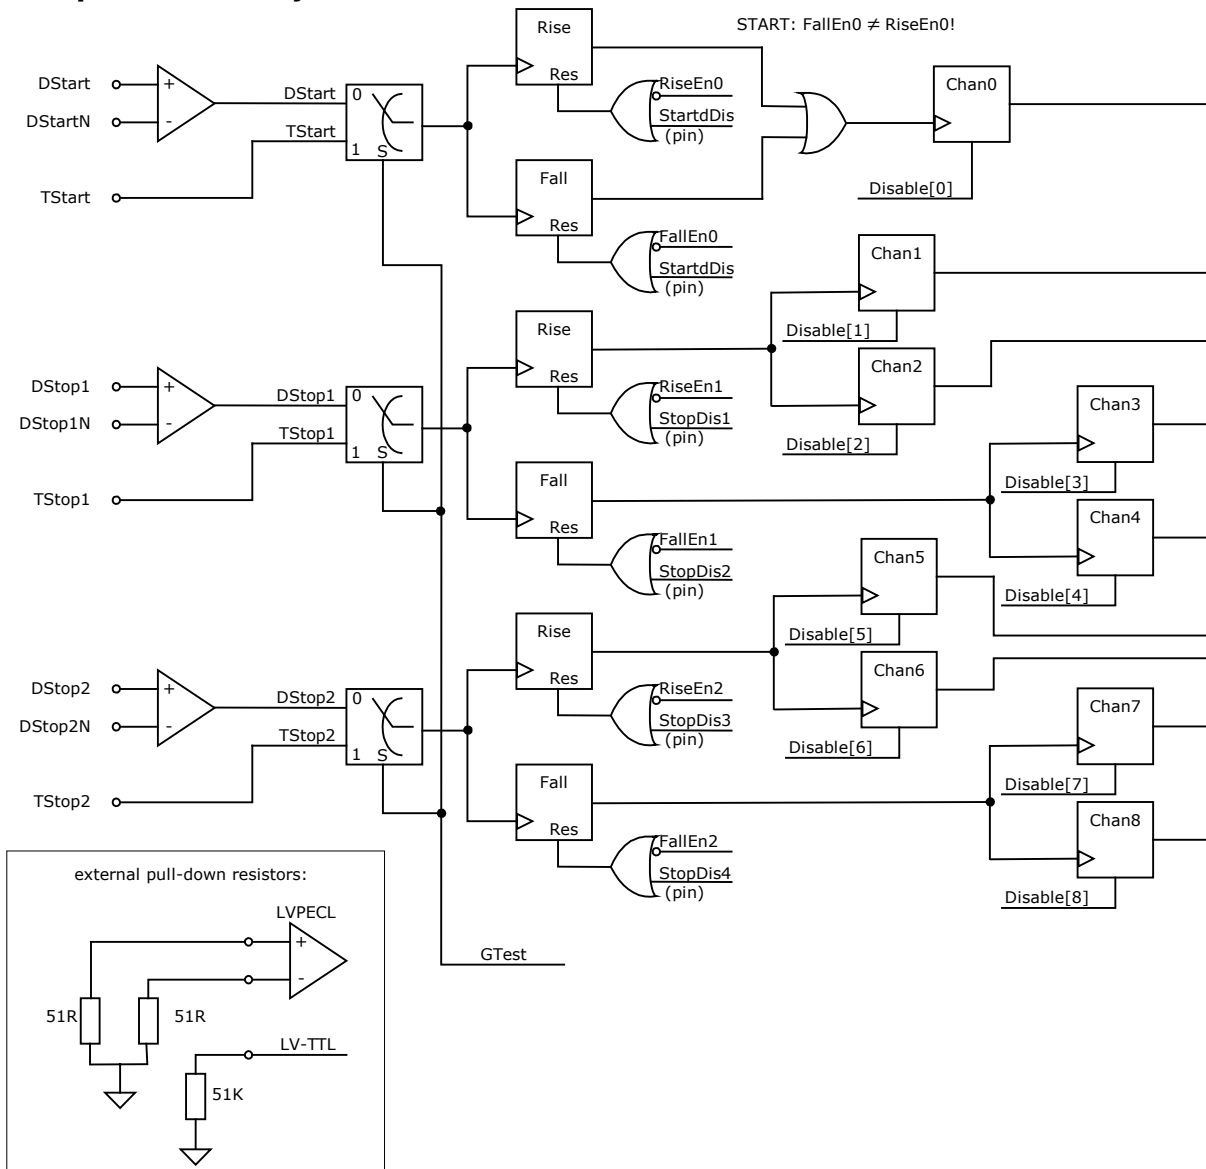 START: FallEn0 ≠ RiseEn0!
Rise
Res
RiseEn0
StartdDis
(pin)
Chan0
Disable[0]
DStart
DStartN
TStart
+
-
DStart
TStart
0
1
S
Fall
Res
FallEn0
StartdDis
(pin)
Chan1
Disable[1]
Rise
Res
RiseEn1
StopDis1
(pin)
Chan2
Disable[2]
DStop1
DStop1N
TStop1
+
-
DStop1
TStop1
0
1
S
Chan3
Disable[3]
Fall
Res
FallEn1
StopDis2
(pin)
Chan4
Disable[4]
Chan5
Disable[5]
Rise
Res
RiseEn2
StopDis3
(pin)
Chan6
Disable[6]
DStop2
DStop2N
TStop2
+
-
DStop2
TStop2
0
1
S
Chan7
Disable[7]
Fall
Res
FallEn2
StopDis4
(pin)
Chan8
Disable[8]
GTest
external pull-down resistors:
LVPECL
+
-
51R
51R
LV-TTL
51K